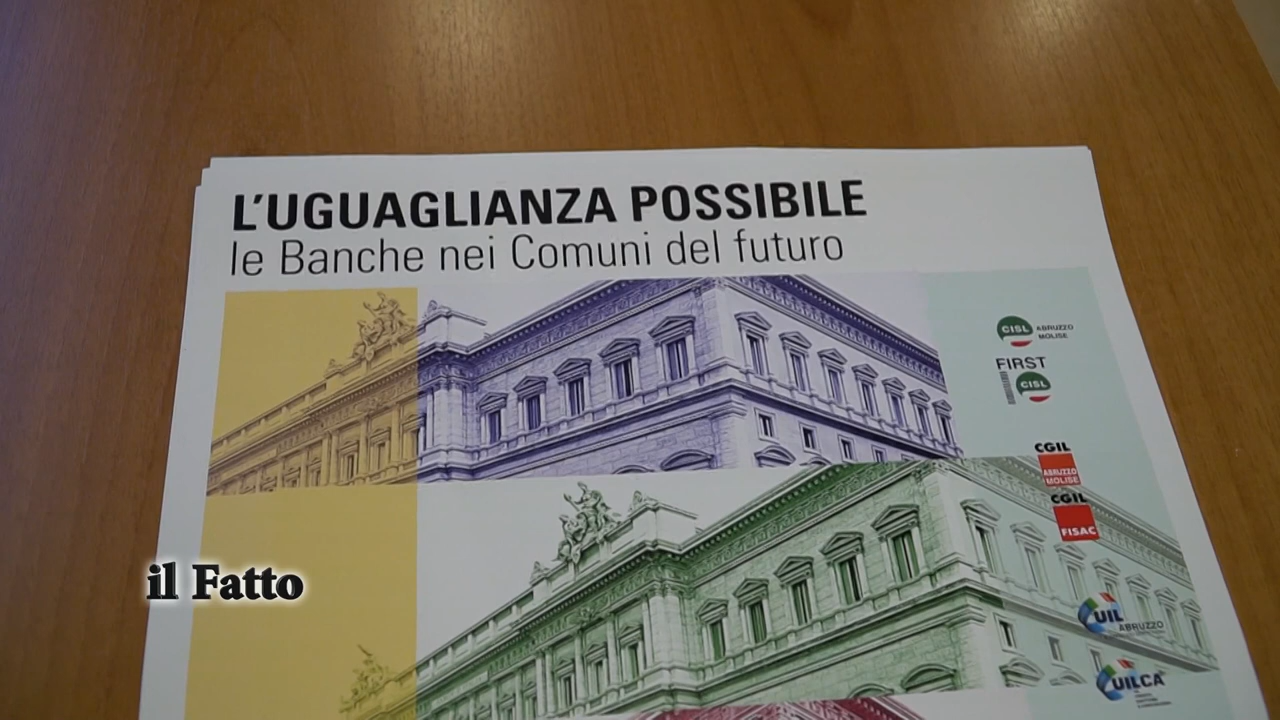 L'UGUAGLIANZA POSSIBILE
le Banche nei Comuni del futuro
CISL ABRUZZO
MOLISE
FIRST
CISL
CGIL
ABRUZZO
MOLISE
CGIL
FISAC
UIL ABRUZZO
UILCA
il Fatto